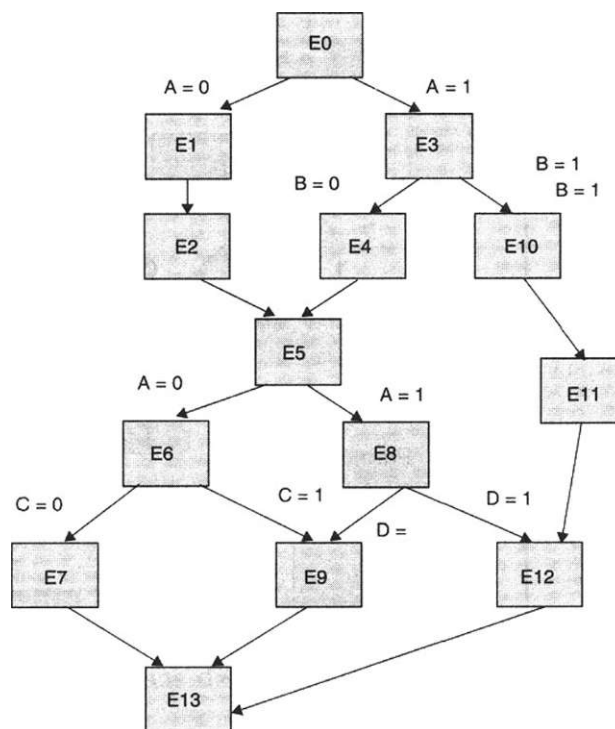 E0
A = 0
A = 1
E1
E3
B = 1
B = 0
B = 1
E2
E4
E10
E5
A = 0
A = 1
E11
E6
E8
C = 0
C = 1
D = 1
D =
E7
E9
E12
E13